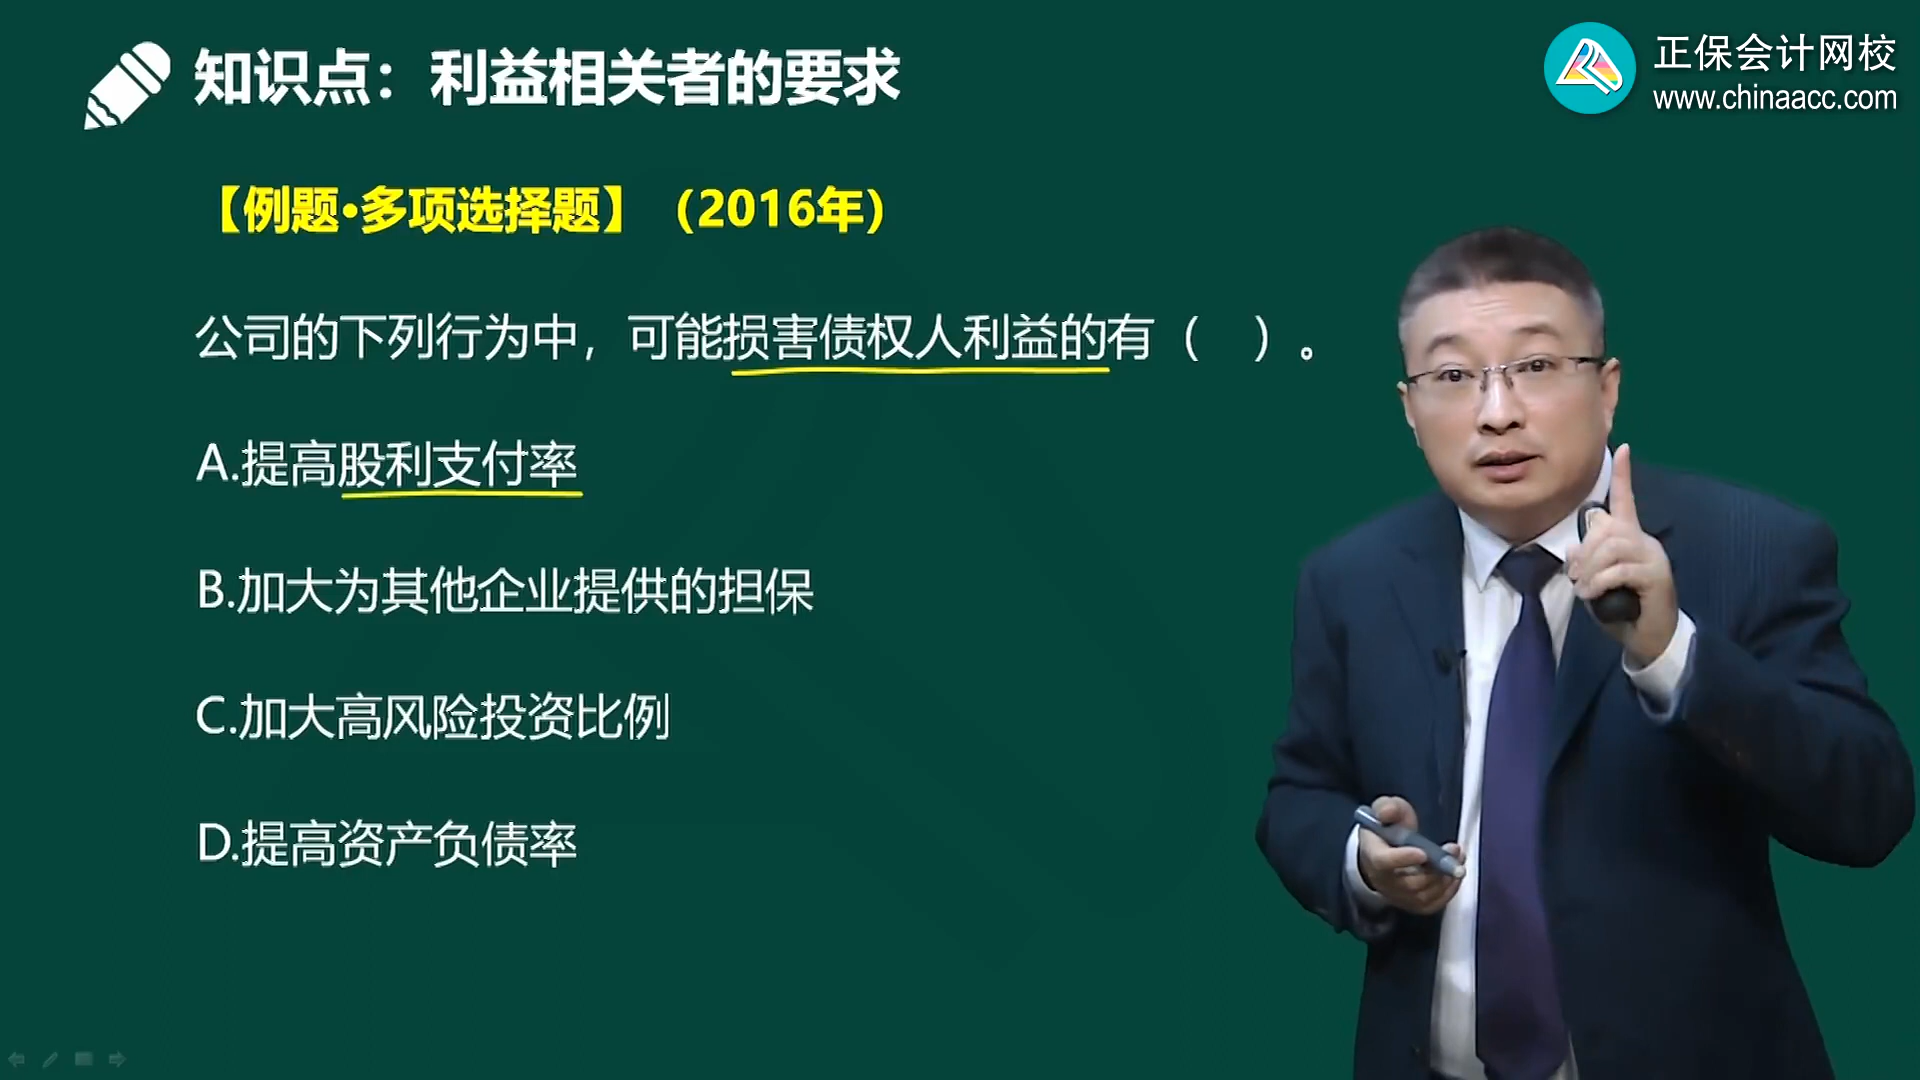 知识点：利益相关者的要求
正保会计网校
www.chinaacc.com
【例题•多项选择题】（2016年）
公司的下列行为中，可能损害债权人利益的有（ ）。
A.提高股利支付率
B.加大为其他企业提供的担保
C.加大高风险投资比例
D.提高资产负债率